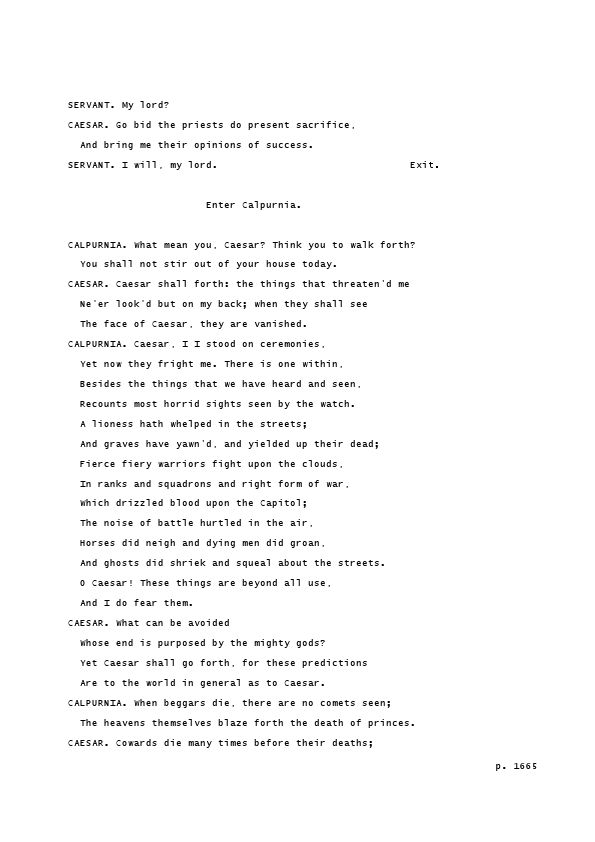 SERVANT. My lord?
CAESAR. Go bid the priests do present sacrifice,
And bring me their opinions of success.
SERVANT. I will, my lord. Exit.
Enter Calpurnia.
CALPURNIA. What mean you, Caesar? Think you to walk forth?
You shall not stir out of your house today.
CAESAR. Caesar shall forth: the things that threaten'd me
Ne'er look'd but on my back; when they shall see
The face of Caesar, they are vanished.
CALPURNIA. Caesar, I I stood on ceremonies,
Yet now they fright me. There is one within,
Besides the things that we have heard and seen,
Recounts most horrid sights seen by the watch.
A lioness hath whelped in the streets;
And graves have yawn'd, and yielded up their dead;
Fierce fiery warriors fight upon the clouds,
In ranks and squadrons and right form of war,
Which drizzled blood upon the Capitol;
The noise of battle hurtled in the air,
Horses did neigh and dying men did groan,
And ghosts did shriek and squeal about the streets.
O Caesar! These things are beyond all use,
And I do fear them.
CAESAR. What can be avoided
Whose end is purposed by the mighty gods?
Yet Caesar shall go forth, for these predictions
Are to the world in general as to Caesar.
CALPURNIA. When beggars die, there are no comets seen;
The heavens themselves blaze forth the death of princes.
CAESAR. Cowards die many times before their deaths;
p. 1665